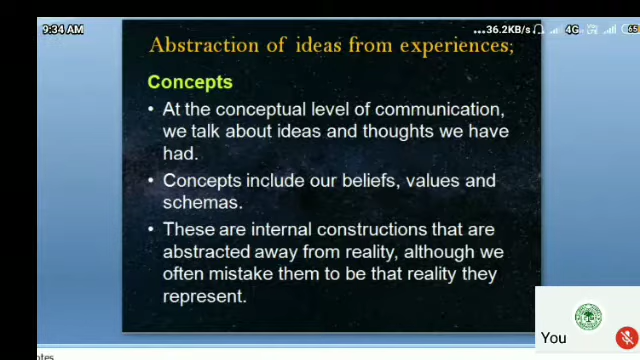 9:34 AM
...36.2KB/s
4G
65
Abstraction of ideas from experiences;
Concepts
• At the conceptual level of communication,
we talk about ideas and thoughts we have
had.
• Concepts include our beliefs, values and
schemas.
• These are internal constructions that are
abstracted away from reality, although we
often mistake them to be that reality they
represent.
You
otes